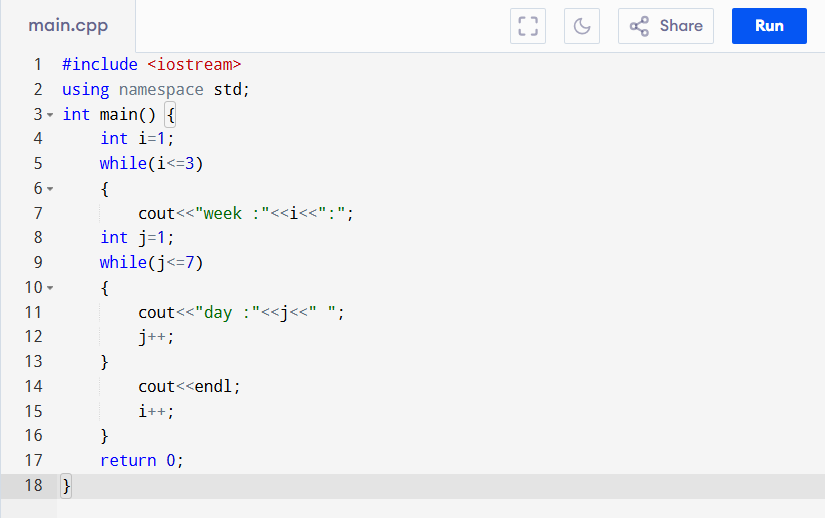 main.cpp Share Run
1 #include <iostream>
2 using namespace std;
3 int main() {
4     int i=1;
5     while(i<=3)
6     {
7         cout<<"week :"<<i<<":";
8     int j=1;
9     while(j<=7)
10     {
11         cout<<"day :"<<j<<" ";
12         j++;
13     }
14         cout<<endl;
15         i++;
16     }
17     return 0;
18 }